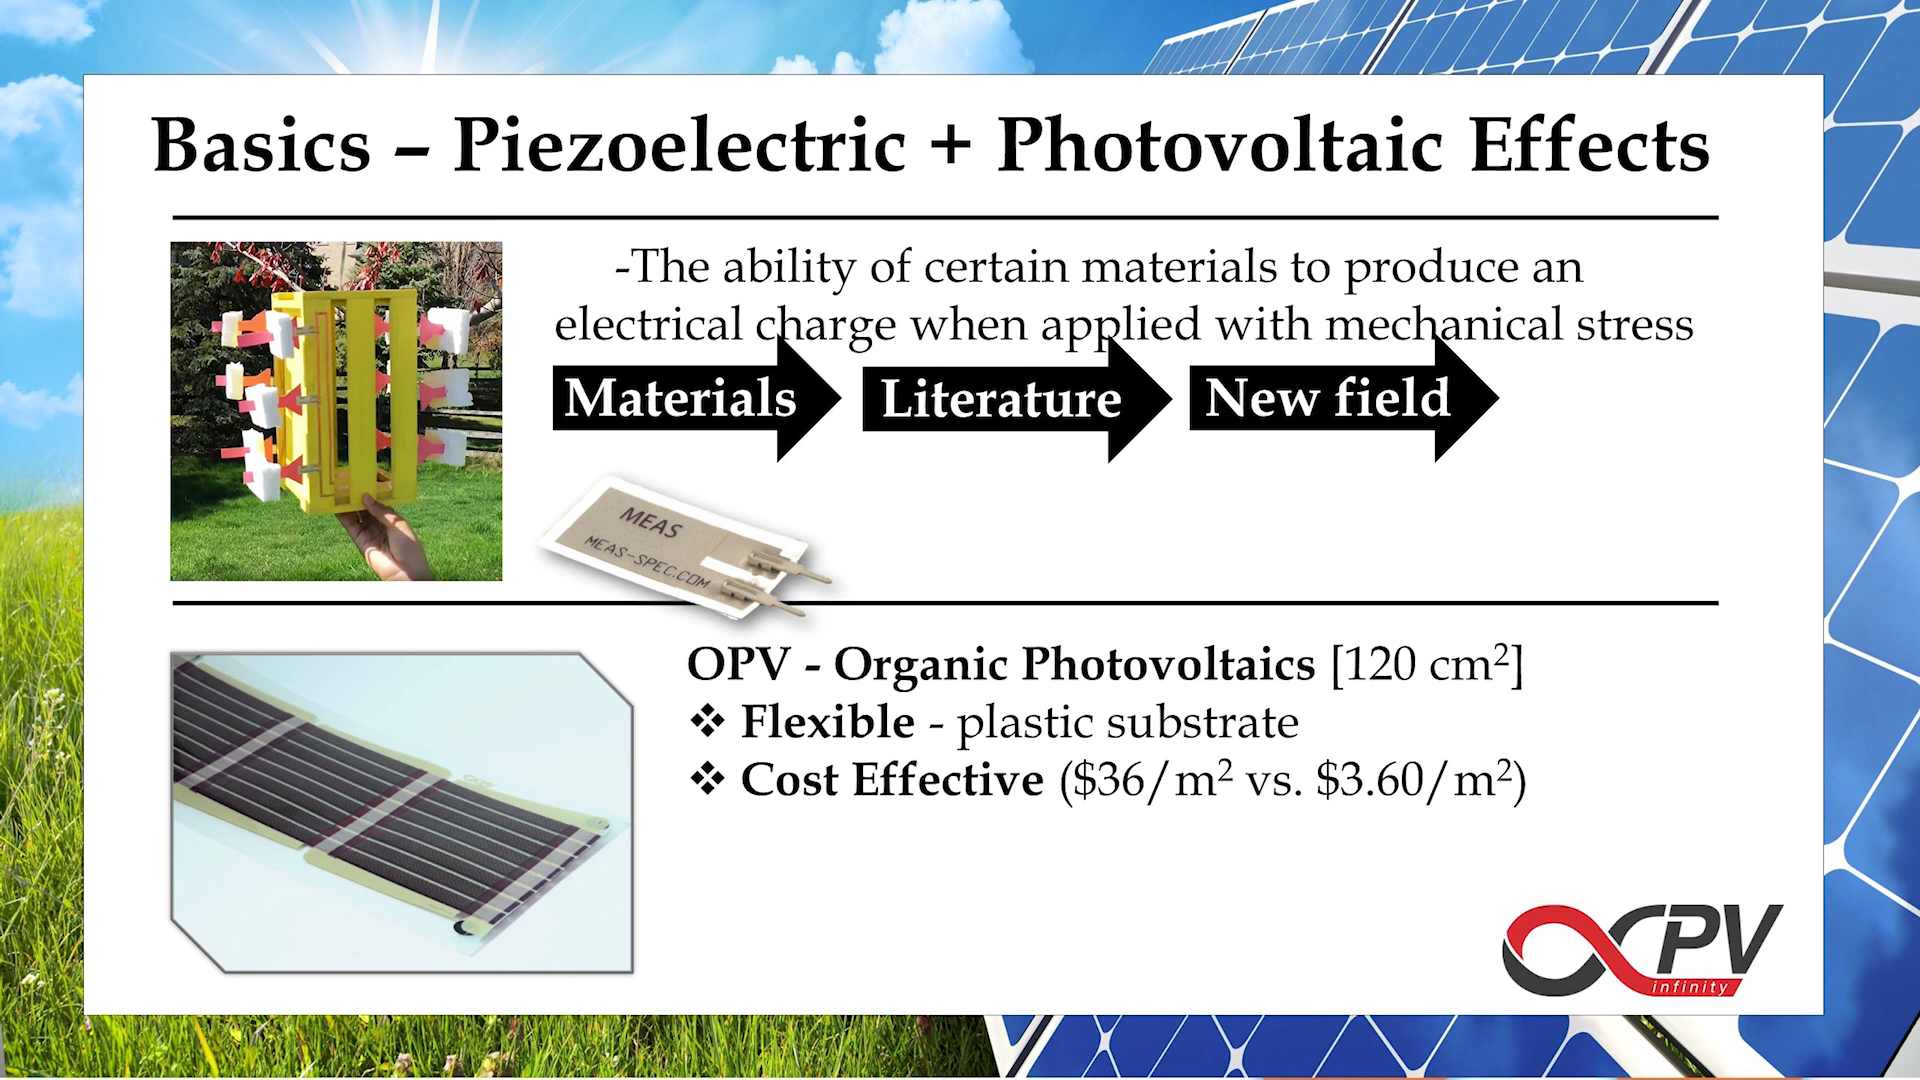 Basics – Piezoelectric + Photovoltaic Effects
-The ability of certain materials to produce an
electrical charge when applied with mechanical stress
Materials
Literature
New field
MEAS
MEAS-SPEC.COM
OPV - Organic Photovoltaics [120 cm²]
❖ Flexible - plastic substrate
❖ Cost Effective ($36/m² vs. $3.60/m²)
OPV
infinity